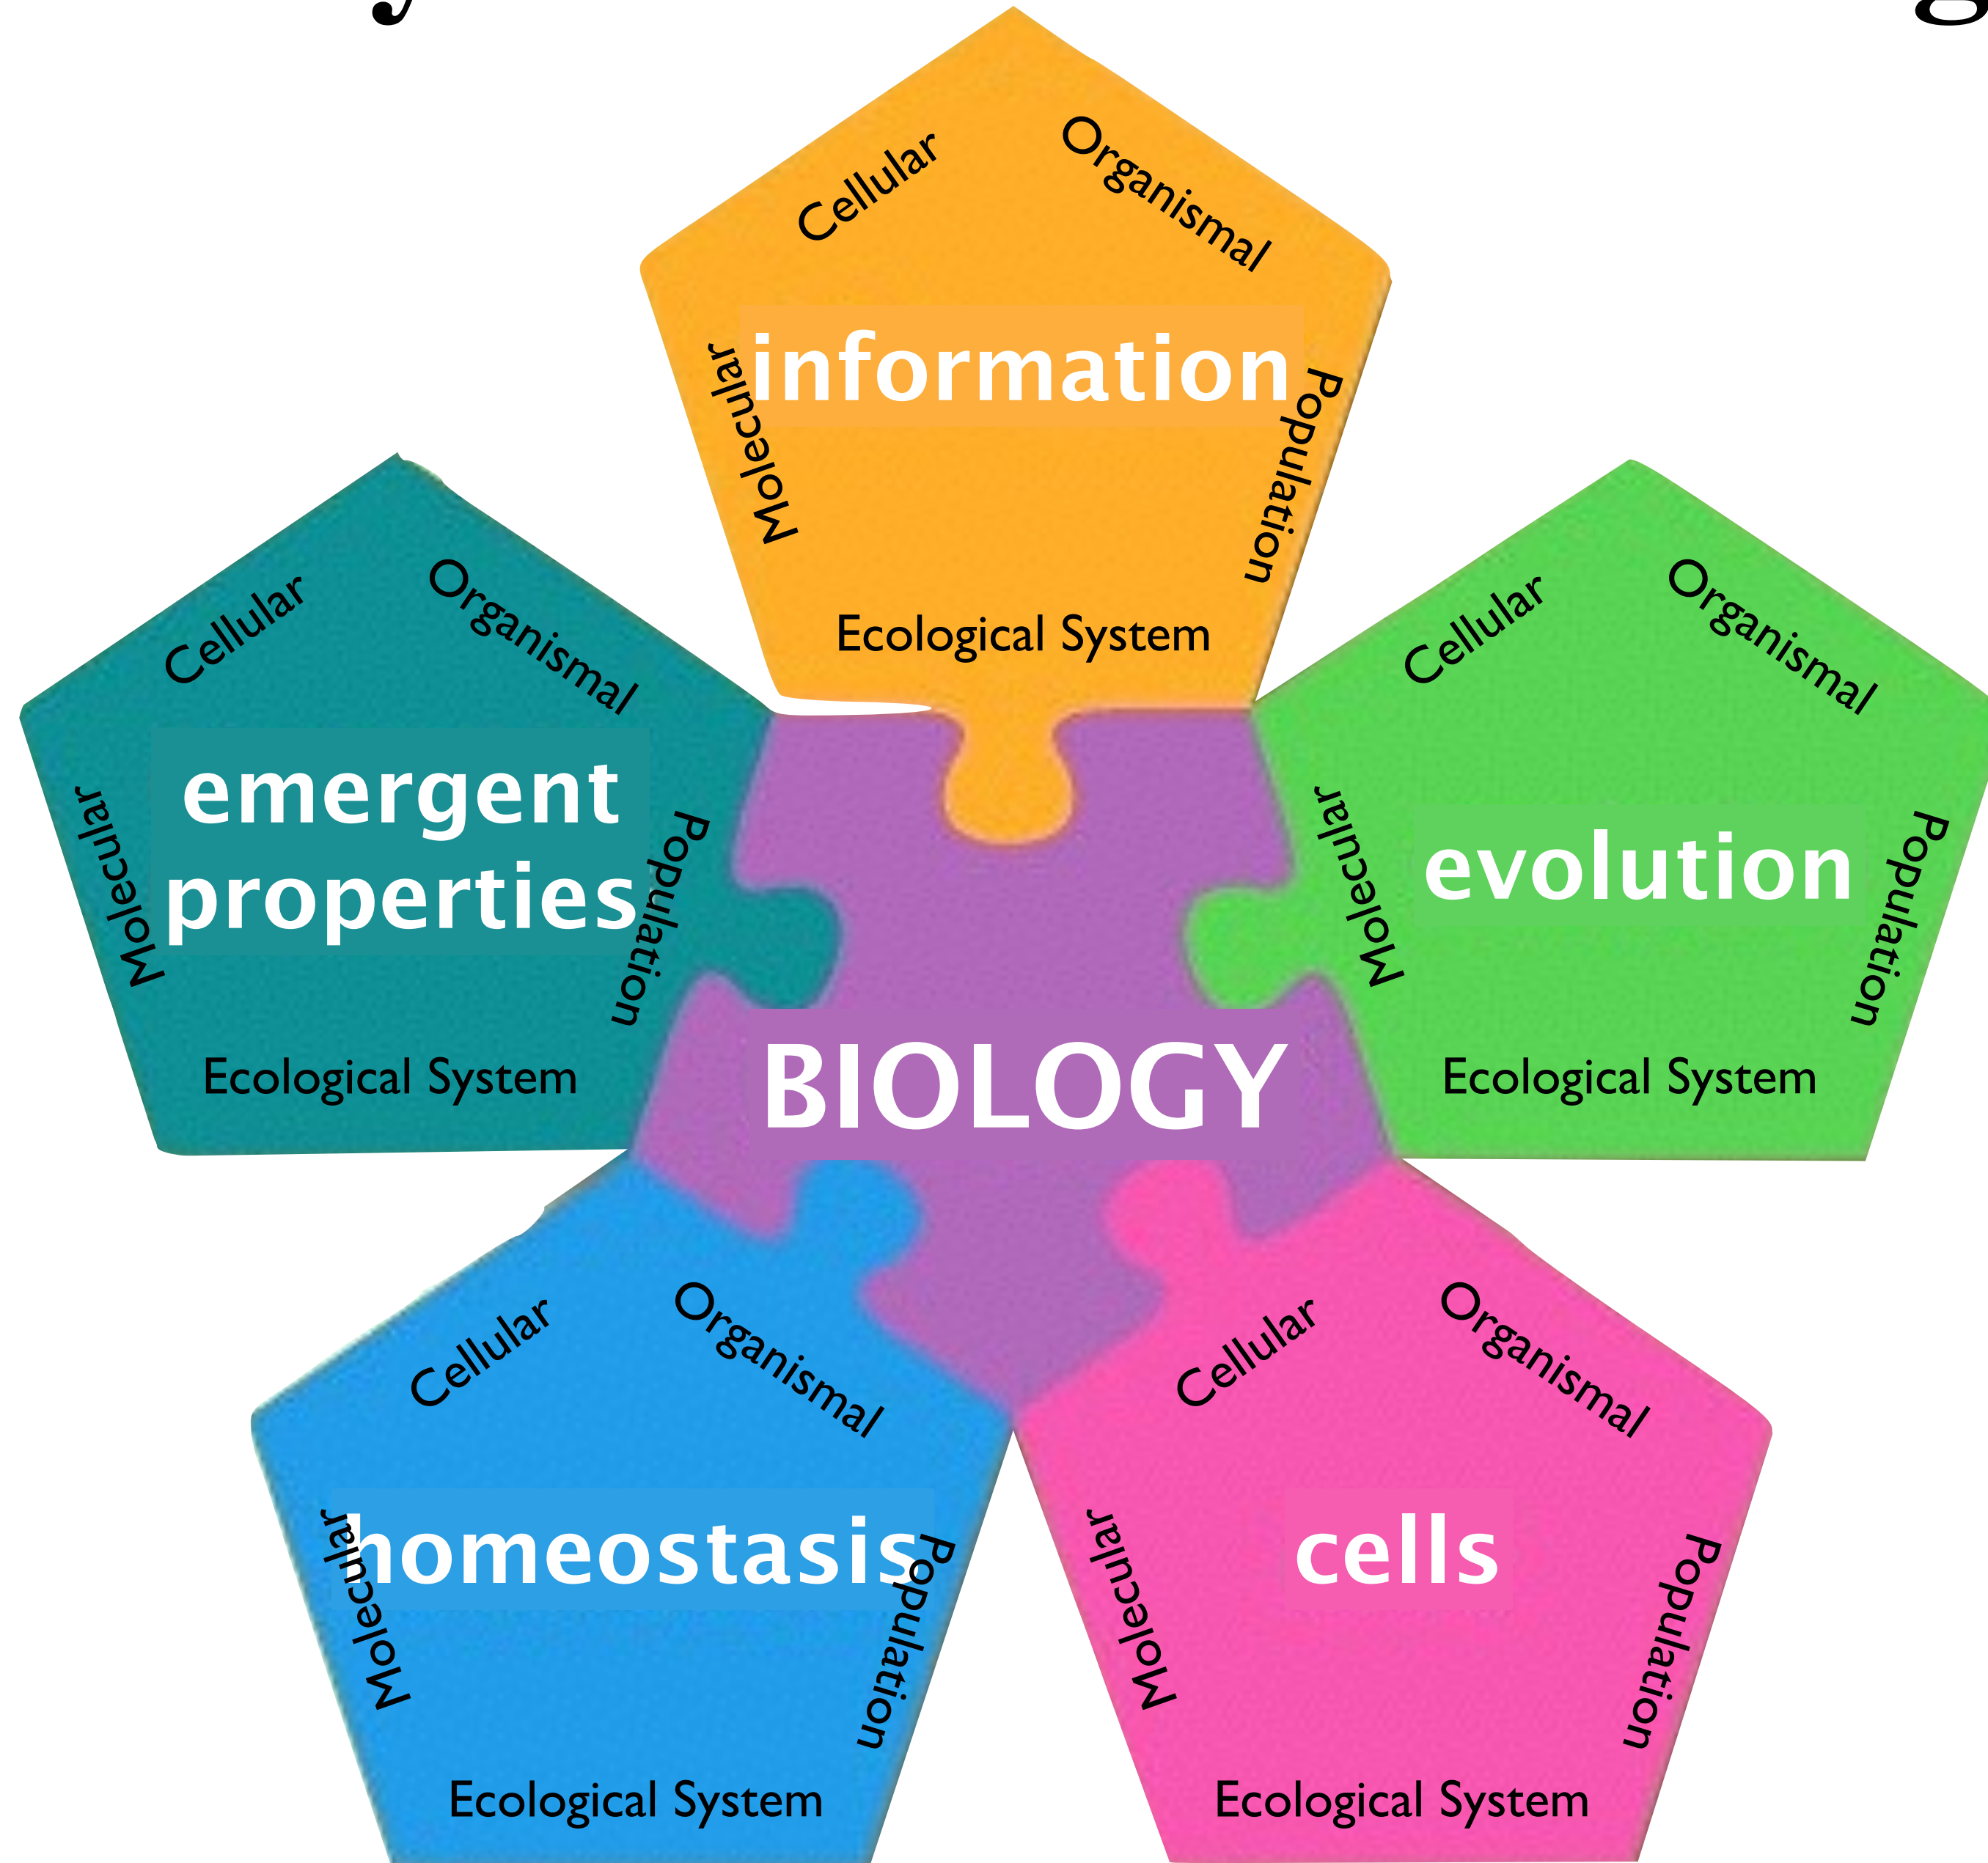 Cellular
Organismal
information
Molecular
Population
Ecological System
Cellular
Organismal
emergent
properties
Molecular
Population
Ecological System
Cellular
Organismal
evolution
Molecular
Population
Ecological System
BIOLOGY
Cellular
Organismal
homeostasis
Molecular
Population
Ecological System
Cellular
Organismal
cells
Molecular
Population
Ecological System